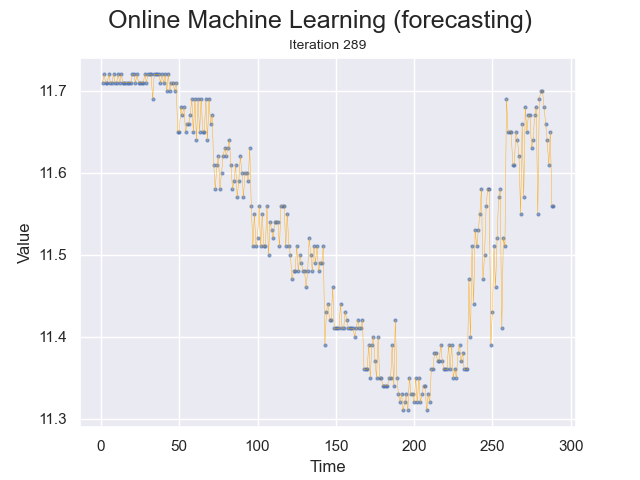 Online Machine Learning (forecasting)
Iteration 289
11.7
11.6
11.5
11.4
11.3
Value
0 50 100 150 200 250 300
Time